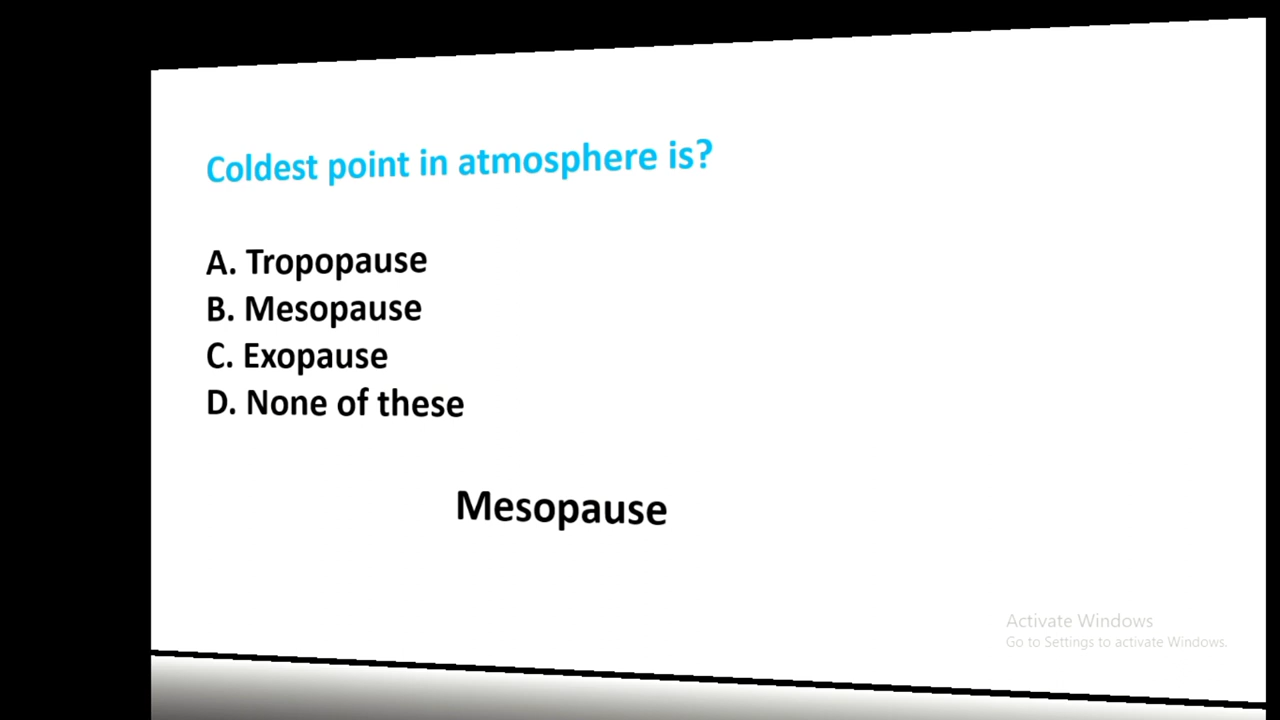 Coldest point in atmosphere is?
A. Tropopause
B. Mesopause
C. Exopause
D. None of these
Mesopause
Activate Windows
Go to Settings to activate Windows.